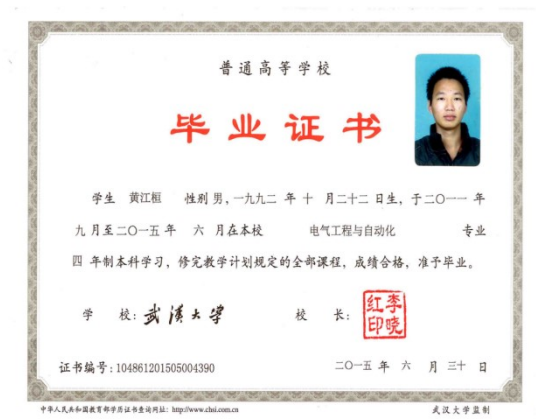 普通高等学校
毕业证书
学生 黄江桓 性别 男，一九九二 年 十 月二十二 日生，于二〇一一 年
九 月至二〇一五 年 六 月在本校 电气工程与自动化 专业
四 年制本科学习，修完教学计划规定的全部课程，成绩合格，准予毕业。
学 校：武漢大学 校 长：李晓红印
证书编号：104861201505004390 二〇一五 年 六 月 三十 日
中华人民共和国教育部学历证书查询网址：http://www.chsi.com.cn 武汉大学监制